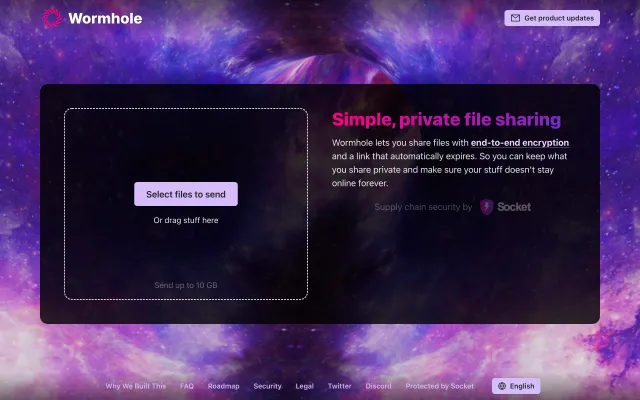 Wormhole
Get product updates
Simple, private file sharing
Wormhole lets you share files with end-to-end encryption
and a link that automatically expires. So you can keep what
you share private and make sure your stuff doesn't stay
online forever.
Select files to send
Or drag stuff here
Supply chain security by Socket
Send up to 10 GB
Why We Built This FAQ Roadmap Security Legal Twitter Discord Protected by Socket English